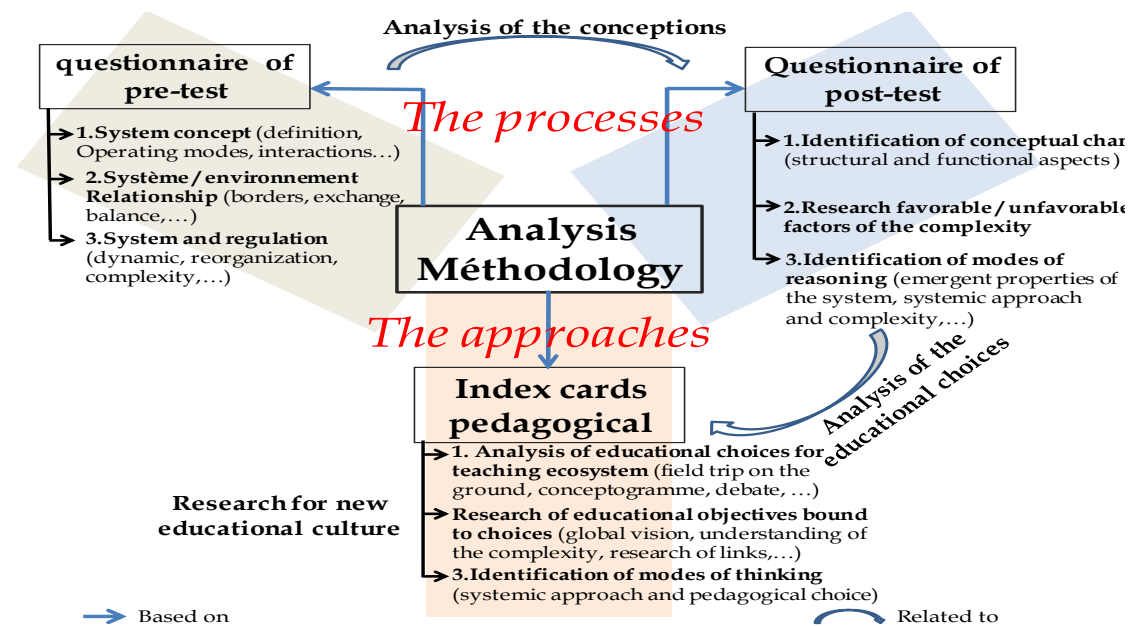 Analysis of the conceptions
questionnaire of
pre-test
Questionnaire of
post-test
The processes
1.System concept (definition,
Operating modes, interactions…)
2.Système/environnement
Relationship (borders, exchange,
balance,…)
3.System and regulation
(dynamic, reorganization,
complexity,…)
1.Identification of conceptual chan
(structural and functional aspects)
2.Research favorable/unfavorable
factors of the complexity
3.Identification of modes of
reasoning (emergent properties of
the system, systemic approach
and complexity,…)
Analysis
Méthodology
The approaches
Analysis of the
educational choices
Index cards
pedagogical
1. Analysis of educational choices for
teaching ecosystem (field trip on the
ground, conceptogramme, debate, …)
Research of educational objectives bound
to choices (global vision, understanding of
the complexity, research of links,…)
3.Identification of modes of thinking
(systemic approach and pedagogical choice)
Research for new
educational culture
Based on
Related to